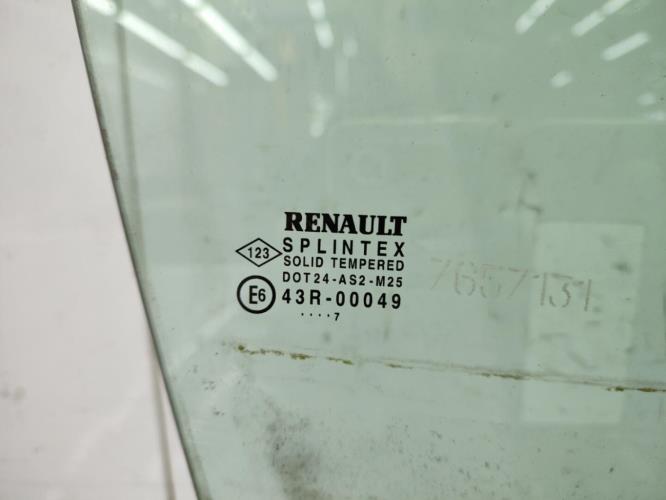 RENAULT
123 SPLINTEX
SOLID TEMPERED
DOT24-AS2-M25
E6 43R-00049
....7
7657131